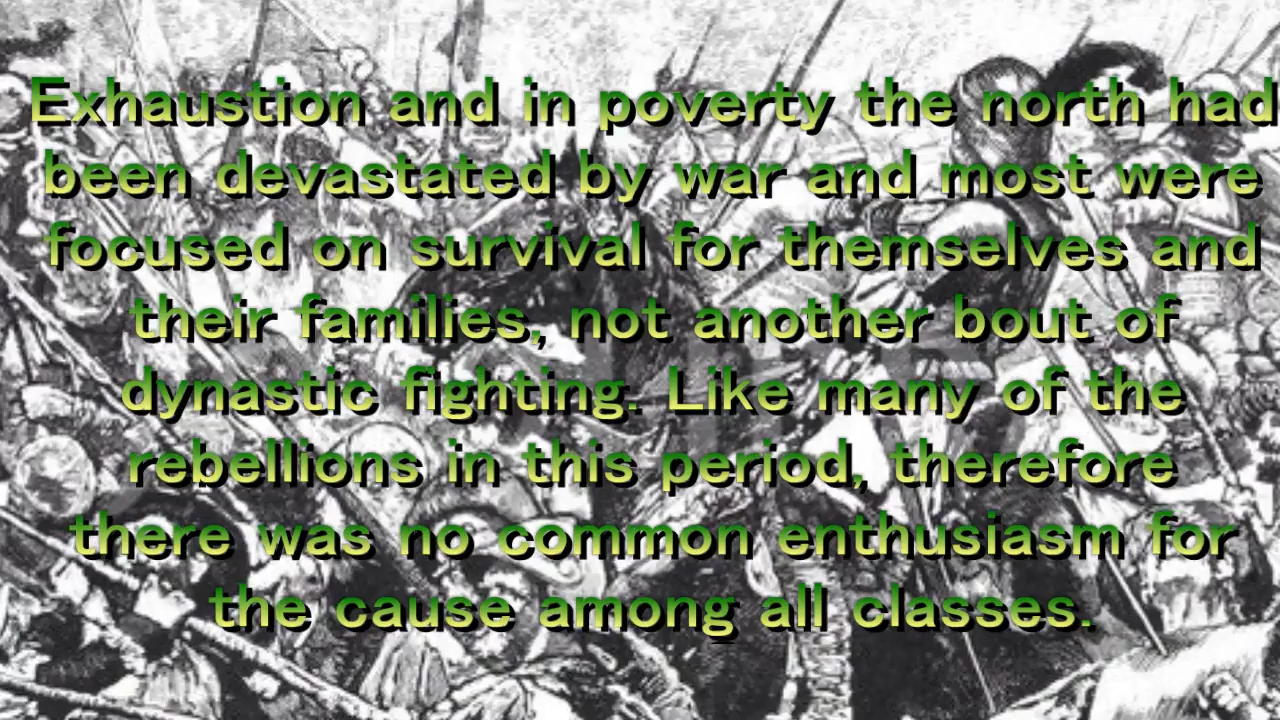 Exhaustion and in poverty the north had
been devastated by war and most were
focused on survival for themselves and
their families, not another bout of
dynastic fighting. Like many of the
rebellions in this period, therefore
there was no common enthusiasm for
the cause among all classes.